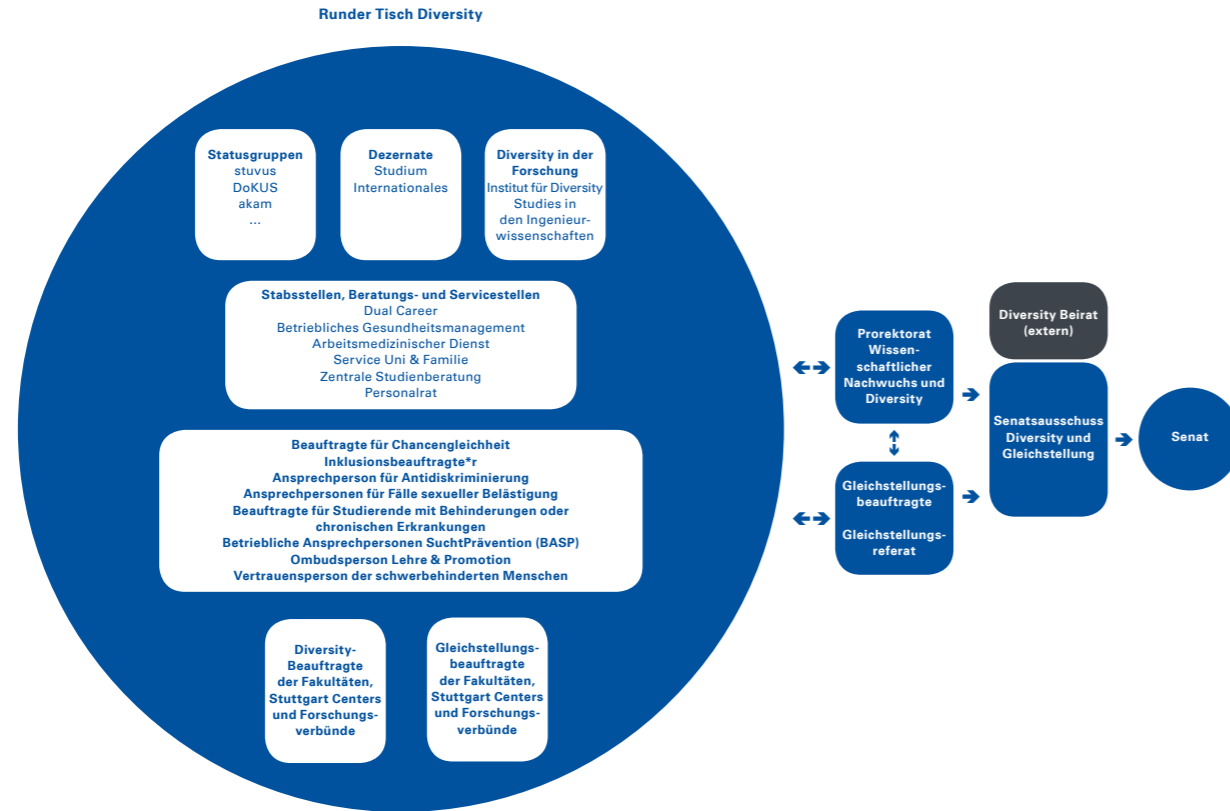 Runder Tisch Diversity
Statusgruppen
stuvus
DoKUS
akam
...
Dezernate
Studium
Internationales
Diversity in der
Forschung
Institut für Diversity
Studies in
den Ingenieur-
wissenschaften
Stabsstellen, Beratungs- und Servicestellen
Dual Career
Betriebliches Gesundheitsmanagement
Arbeitsmedizinischer Dienst
Service Uni & Familie
Zentrale Studienberatung
Personalrat
Beauftragte für Chancengleichheit
Inklusionsbeauftragte*r
Ansprechperson für Antidiskriminierung
Ansprechpersonen für Fälle sexueller Belästigung
Beauftragte für Studierende mit Behinderungen oder
chronischen Erkrankungen
Betriebliche Ansprechpersonen SuchtPrävention (BASP)
Ombudsperson Lehre & Promotion
Vertrauensperson der schwerbehinderten Menschen
Diversity-
Beauftragte
der Fakultäten,
Stuttgart Centers
und Forschungs-
verbünde
Gleichstellungs-
beauftragte
der Fakultäten,
Stuttgart Centers
und Forschungs-
verbünde
Prorektorat
Wissen-
schaftlicher
Nachwuchs und
Diversity
Gleichstellungs-
beauftragte
Gleichstellungs-
referat
Diversity Beirat
(extern)
Senatsausschuss
Diversity und
Gleichstellung
Senat